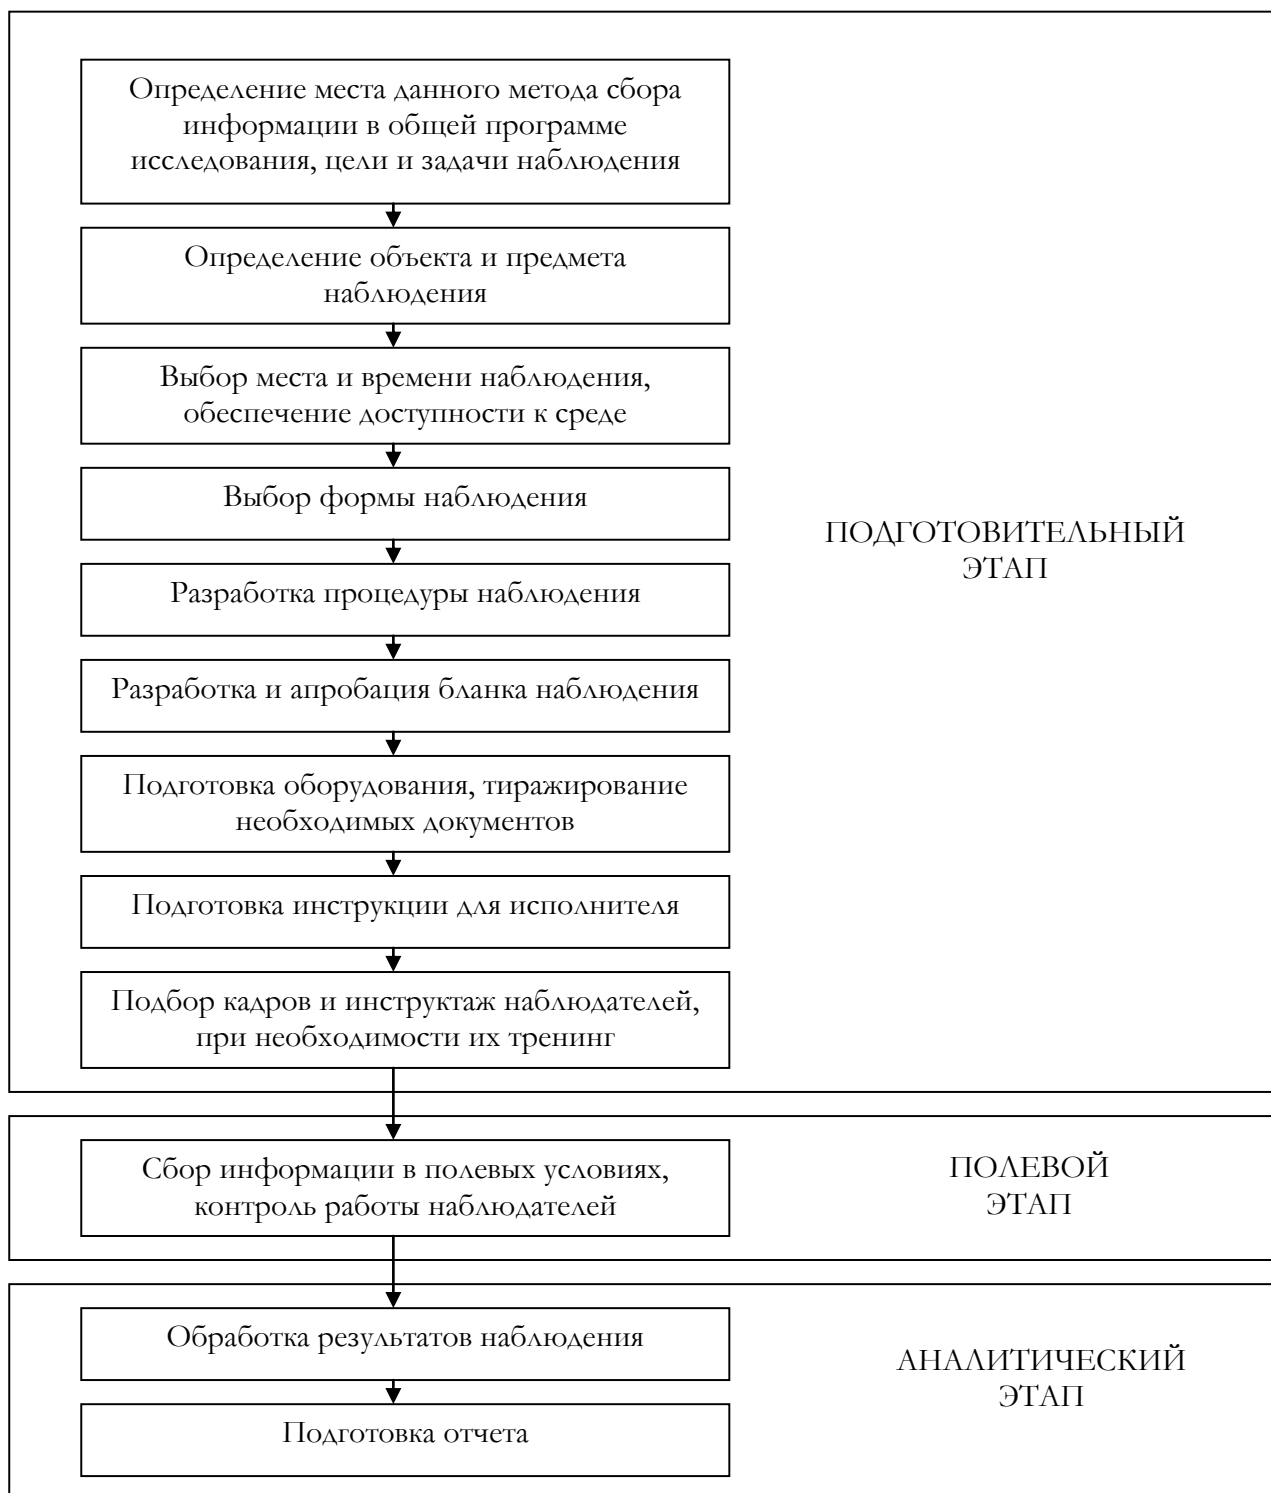 Определение места данного метода сбора
информации в общей программе
исследования, цели и задачи наблюдения
Определение объекта и предмета
наблюдения
Выбор места и времени наблюдения,
обеспечение доступности к среде
Выбор формы наблюдения
ПОДГОТОВИТЕЛЬНЫЙ
ЭТАП
Разработка процедуры наблюдения
Разработка и апробация бланка наблюдения
Подготовка оборудования, тиражирование
необходимых документов
Подготовка инструкции для исполнителя
Подбор кадров и инструктаж наблюдателей,
при необходимости их тренинг
Сбор информации в полевых условиях,
контроль работы наблюдателей
ПОЛЕВОЙ
ЭТАП
Обработка результатов наблюдения
АНАЛИТИЧЕСКИЙ
ЭТАП
Подготовка отчета